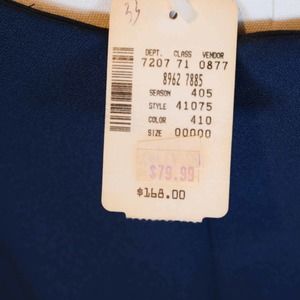 33
DEPT. CLASS VENDOR
7207 71 0877
8962 7885
SEASON 405
STYLE 41075
COLOR 410
SIZE 00000
$79.99
$168.00